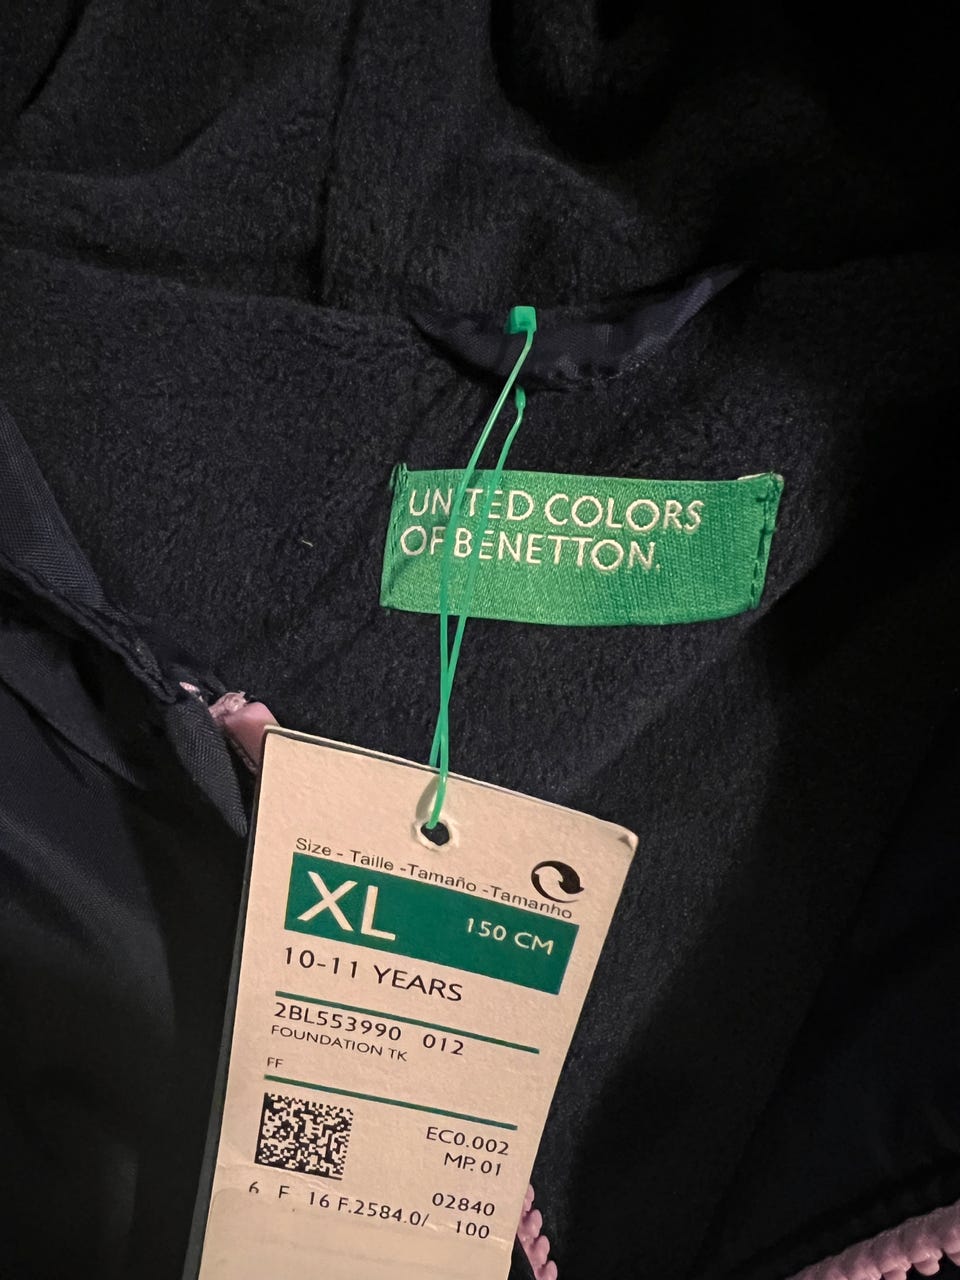 UNITED COLORS
OF BENETTON.
Size - Taille -Tamaño -Tamanho
XL 150 CM
10-11 YEARS
2BL553990 012
FOUNDATION TK
FF
EC0.002
MP.01
02840
6 F 16 F.2584.0/ 100